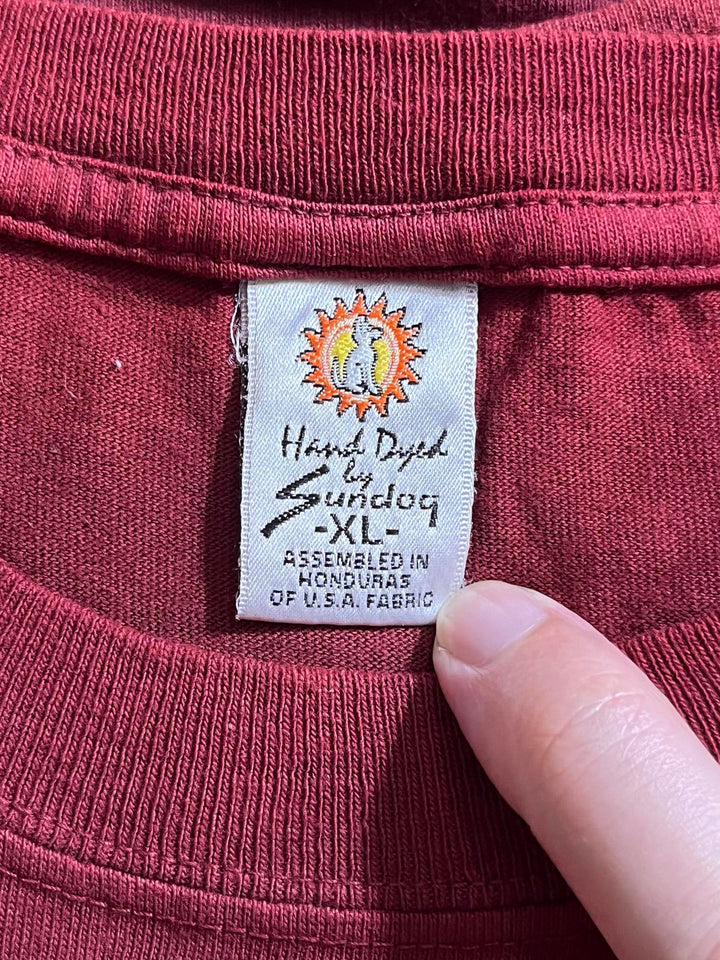 Hand Dyed
by
Sundog
-XL-
ASSEMBLED IN
HONDURAS
OF U.S.A. FABRIC